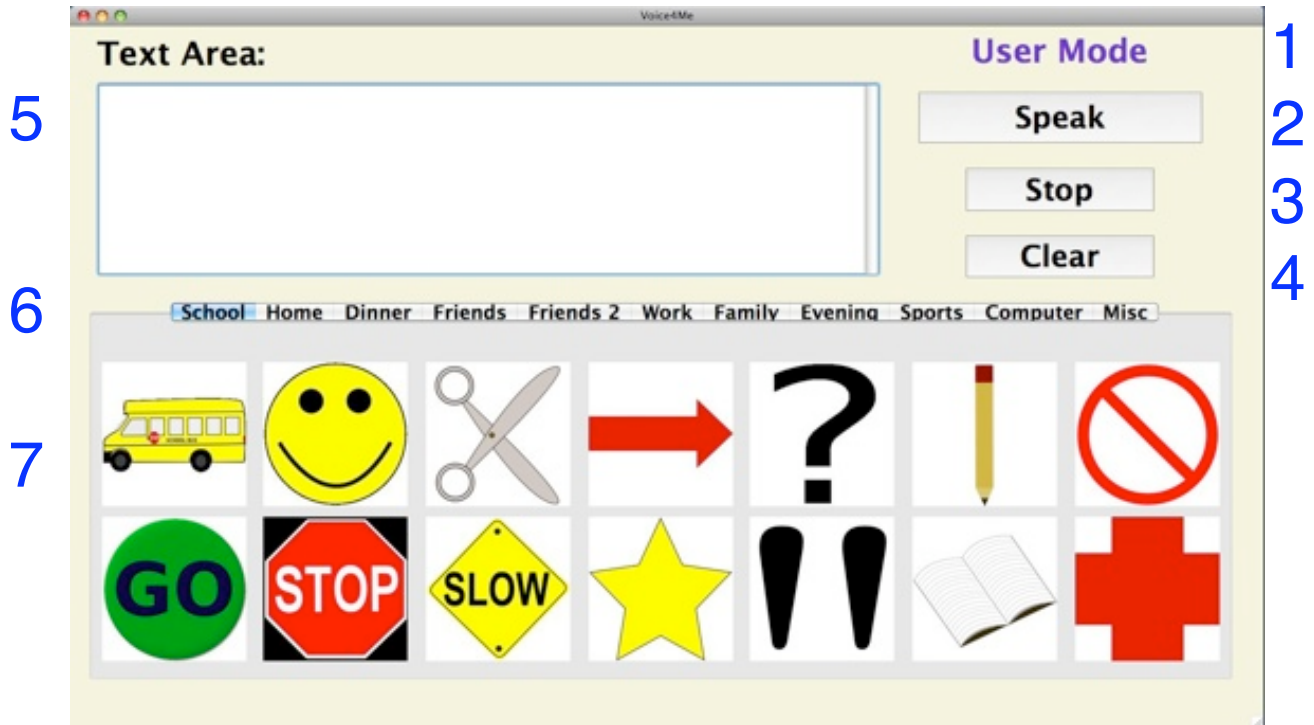 Voice4Me
Text Area:
User Mode
1
5
Speak
2
Stop
3
Clear
4
6
School Home Dinner Friends Friends 2 Work Family Evening Sports Computer Misc
?
7
GO STOP SLOW "